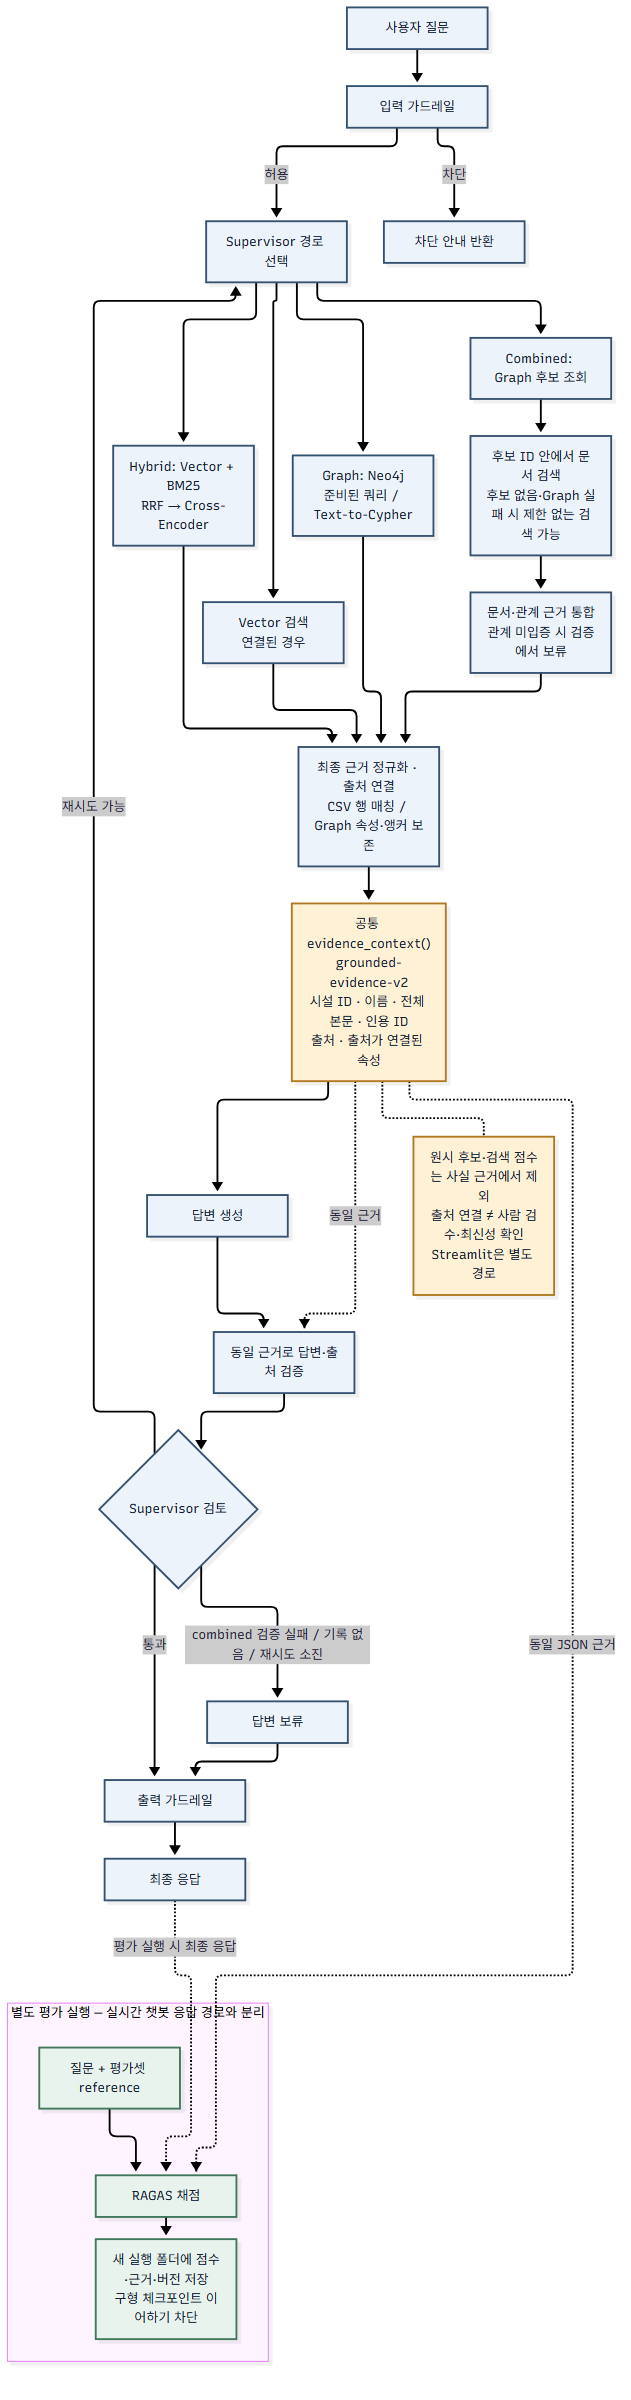 사용자 질문
입력 가드레일
허용
차단
Supervisor 경로
선택
차단 안내 반환
Combined:
Graph 후보 조회
Hybrid: Vector +
BM25
RRF → Cross-
Encoder
Graph: Neo4j
준비된 쿼리 /
Text-to-Cypher
후보 ID 안에서 문
서 검색
후보 없음·Graph 실
패 시 제한 없는 검
색 가능
Vector 검색
연결된 경우
문서·관계 근거 통합
관계 미입증 시 검증
에서 보류
최종 근거 정규화 ·
출처 연결
CSV 행 매칭 /
Graph 속성·앵커 보
존
재시도 가능
공통
evidence_context()
grounded-
evidence-v2
시설 ID · 이름 · 전체
본문 · 인용 ID
출처 · 출처가 연결된
속성
답변 생성
동일 근거
원시 후보·검색 점수
는 사실 근거에서 제
외
출처 연결 ≠ 사람 검
수·최신성 확인
Streamlit은 별도
경로
동일 근거로 답변·출
처 검증
Supervisor 검토
통과
combined 검증 실패 / 기록 없
음 / 재시도 소진
동일 JSON 근거
답변 보류
출력 가드레일
최종 응답
평가 실행 시 최종 응답
별도 평가 실행 — 실시간 챗봇 응답 경로와 분리
질문 + 평가셋
reference
RAGAS 채점
새 실행 폴더에 점수
·근거·버전 저장
구형 체크포인트 이
어하기 차단